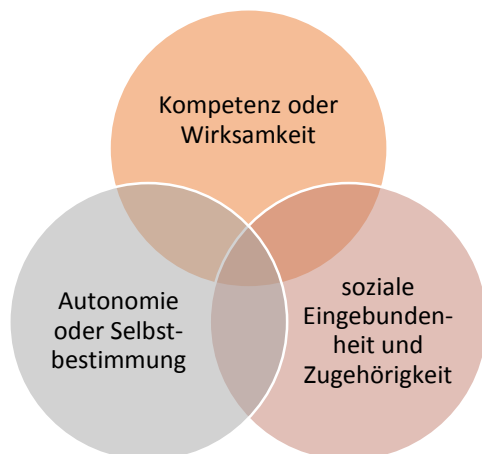 Kompetenz oder
Wirksamkeit
Autonomie
oder Selbst-
bestimmung
soziale
Eingebunden-
heit und
Zugehörigkeit